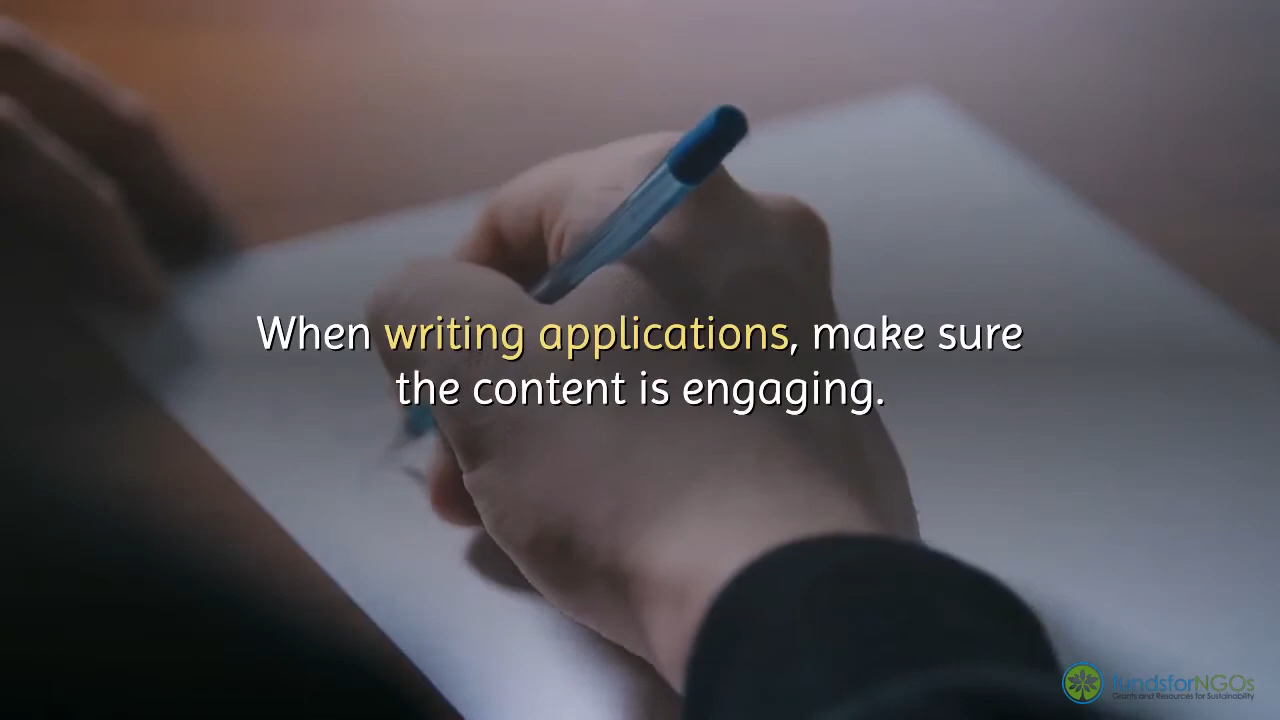 When writing applications, make sure
the content is engaging.
fundsforNGOs
Grants and Resources for Sustainability